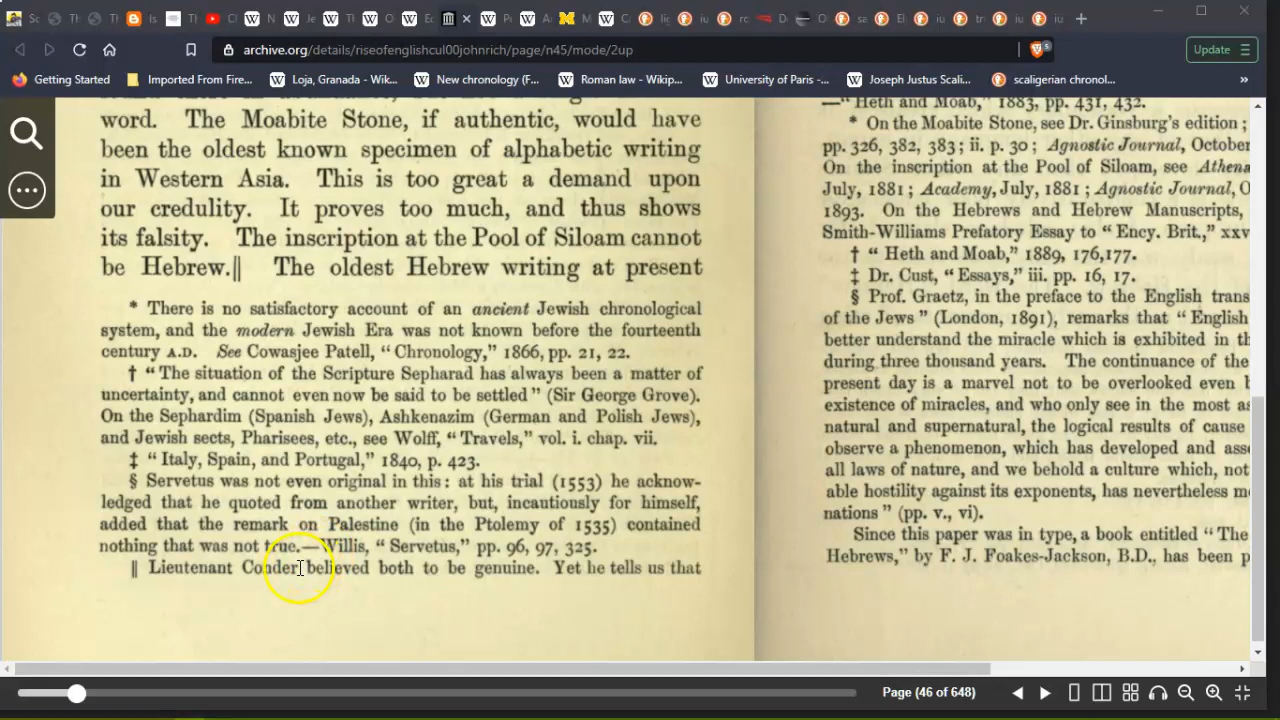 archive.org/details/riseofenglishcul00johnrich/page/n45/mode/2up
5
Update
Getting Started
Imported From Fire...
Loja, Granada - Wik...
New chronology (F...
Roman law - Wikip...
University of Paris -...
Joseph Justus Scali...
scaligerian chronol...
»
word. The Moabite Stone, if authentic, would have
been the oldest known specimen of alphabetic writing
in Western Asia. This is too great a demand upon
our credulity. It proves too much, and thus shows
its falsity. The inscription at the Pool of Siloam cannot
be Hebrew.‖ The oldest Hebrew writing at present
* There is no satisfactory account of an ancient Jewish chronological
system, and the modern Jewish Era was not known before the fourteenth
century A.D. See Cowasjee Patell, “Chronology,” 1866, pp. 21, 22.
† “The situation of the Scripture Sepharad has always been a matter of
uncertainty, and cannot even now be said to be settled” (Sir George Grove).
On the Sephardim (Spanish Jews), Ashkenazim (German and Polish Jews),
and Jewish sects, Pharisees, etc., see Wolff, “Travels,” vol. i. chap. vii.
‡ “Italy, Spain, and Portugal,” 1840, p. 423.
§ Servetus was not even original in this: at his trial (1553) he acknow-
ledged that he quoted from another writer, but, incautiously for himself,
added that the remark on Palestine (in the Ptolemy of 1535) contained
nothing that was not true.—Willis, “Servetus,” pp. 96, 97, 325.
‖ Lieutenant Conder believed both to be genuine. Yet he tells us that
—“Heth and Moab,” 1883, pp. 431, 432.
* On the Moabite Stone, see Dr. Ginsburg's edition;
pp. 326, 382, 383; ii. p. 30; Agnostic Journal, October
On the inscription at the Pool of Siloam, see Athena
July, 1881; Academy, July, 1881; Agnostic Journal, O
1893. On the Hebrews and Hebrew Manuscripts,
Smith-Williams Prefatory Essay to “Ency. Brit.,” xxv
† “Heth and Moab,” 1889, 176,177.
‡ Dr. Cust, “Essays,” iii. pp. 16, 17.
§ Prof. Graetz, in the preface to the English trans
of the Jews” (London, 1891), remarks that “English
better understand the miracle which is exhibited in th
during three thousand years. The continuance of the
present day is a marvel not to be overlooked even b
existence of miracles, and who only see in the most as
natural and supernatural, the logical results of cause
observe a phenomenon, which has developed and asse
all laws of nature, and we behold a culture which, not
able hostility against its exponents, has nevertheless m
nations” (pp. v., vi).
Since this paper was in type, a book entitled “The
Hebrews,” by F. J. Foakes-Jackson, B.D., has been p
Page (46 of 648)